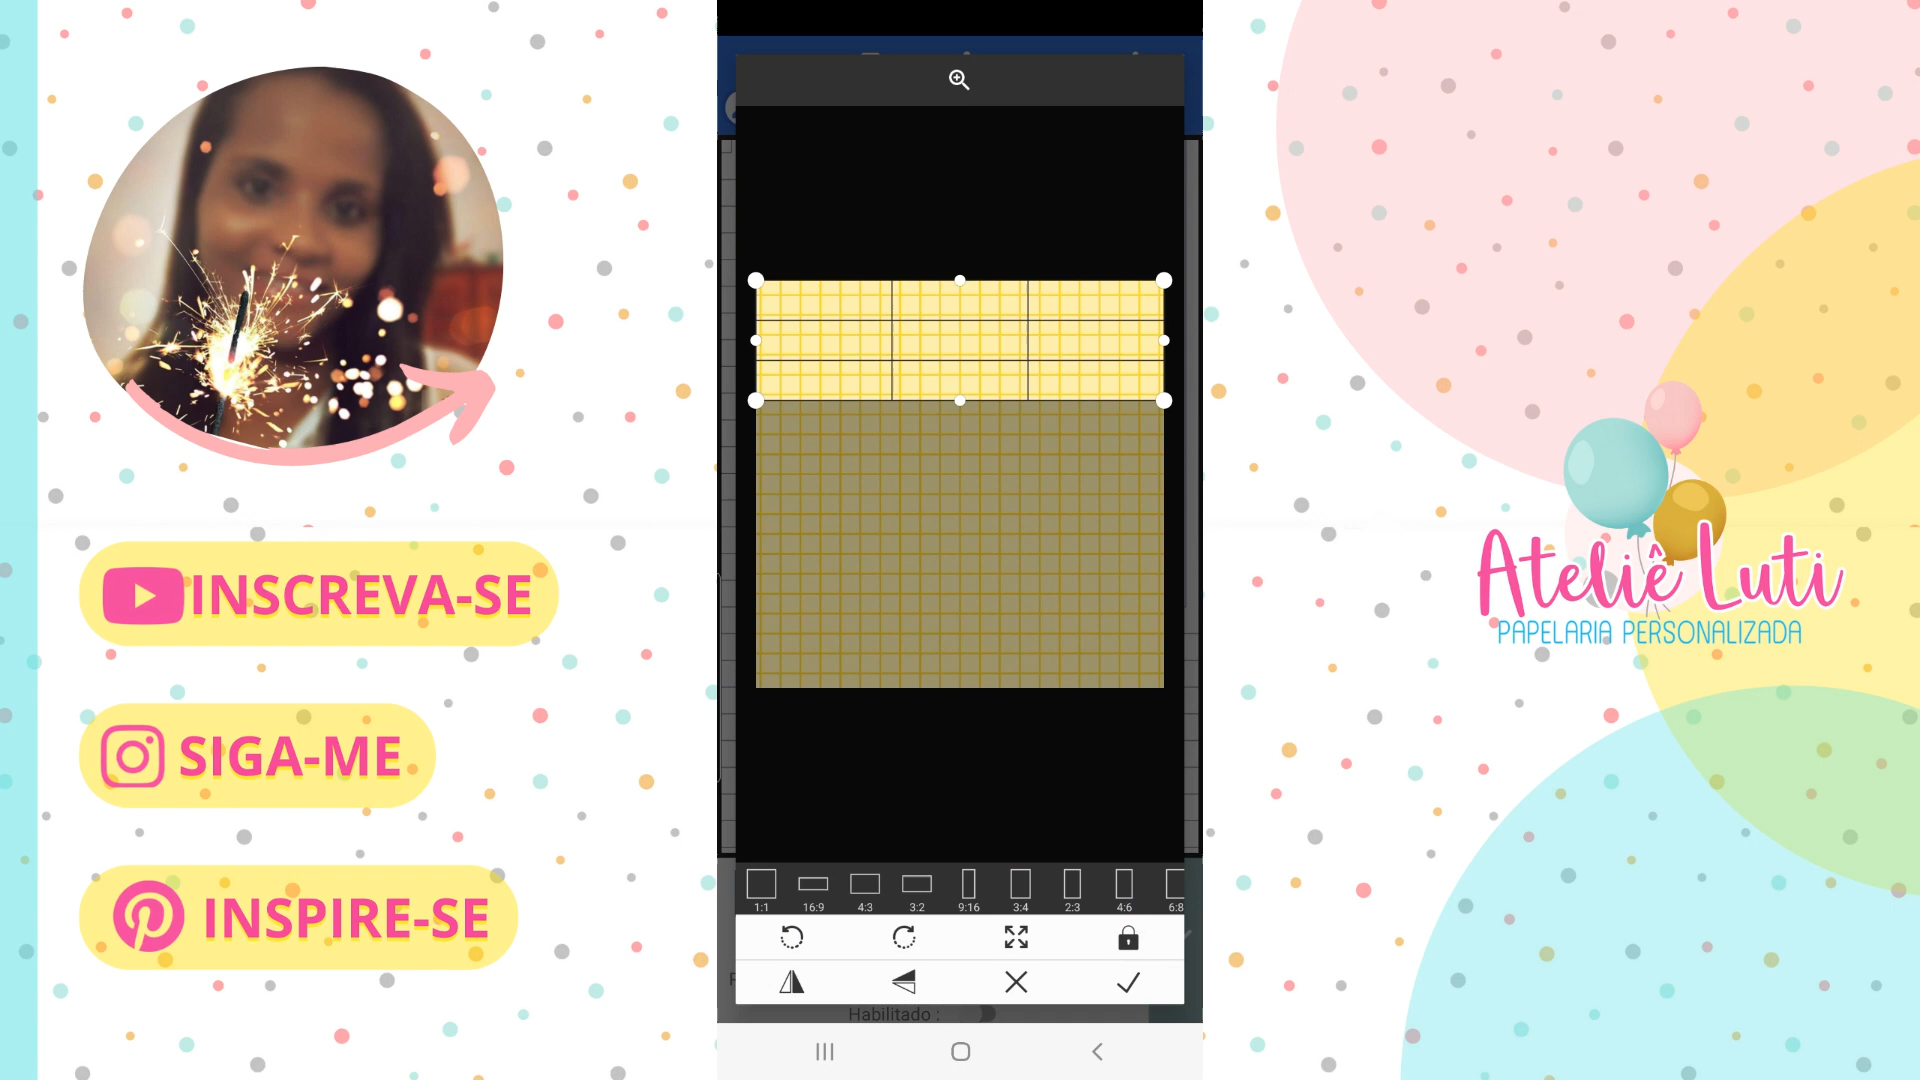 INSCREVA-SE
SIGA-ME
INSPIRE-SE
1:1 16:9 4:3 3:2 9:16 3:4 2:3 4:6 6:8
Habilitado :
Ateliê Luti
PAPELARIA PERSONALIZADA